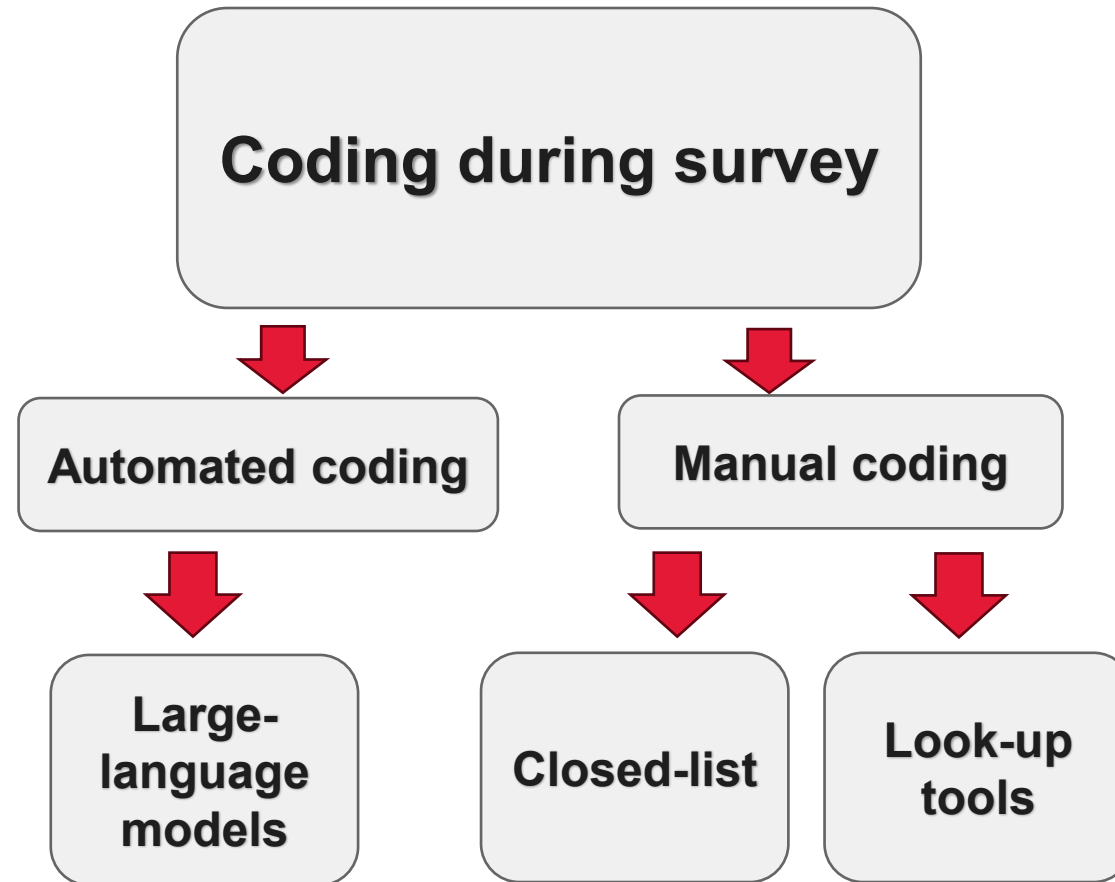 Coding during survey
Automated coding
Manual coding
Large-
language
models
Closed-list
Look-up
tools